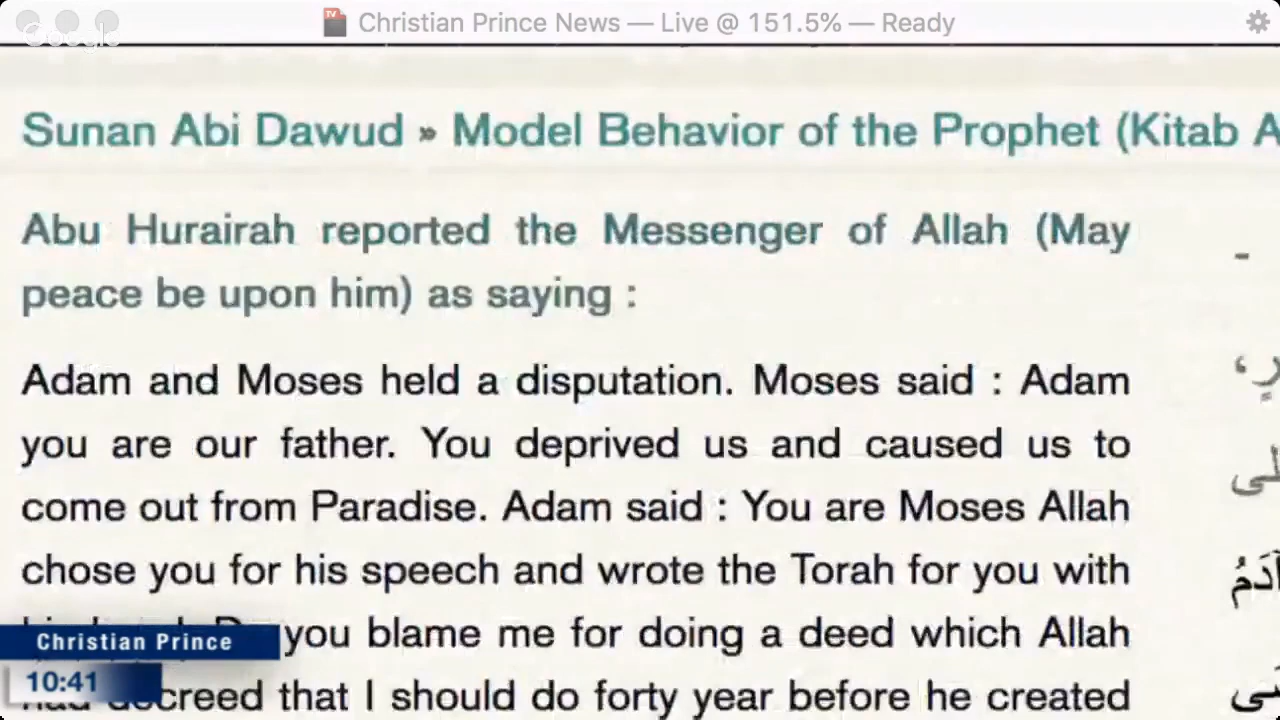 Christian Prince News — Live @ 151.5% — Ready
Google
Sunan Abi Dawud » Model Behavior of the Prophet (Kitab A
Abu Hurairah reported the Messenger of Allah (May
peace be upon him) as saying :
Adam and Moses held a disputation. Moses said : Adam
you are our father. You deprived us and caused us to
come out from Paradise. Adam said : You are Moses Allah
chose you for his speech and wrote the Torah for you with
you blame me for doing a deed which Allah
had decreed that I should do forty year before he created
Christian Prince
10:41